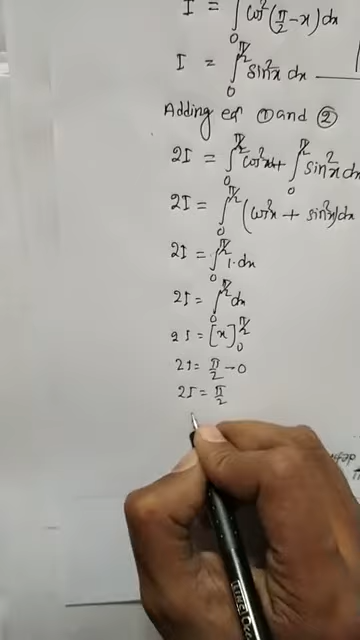 I = ∫₀^{π/2} cos²(π/2 − x) dx
I = ∫₀^{π/2} sin²x dx
Adding eqⁿ ① and ②
2I = ∫₀^{π/2} cos²x + ∫₀^{π/2} sin²x dx
2I = ∫₀^{π/2} (cos²x + sin²x) dx
2I = ∫₀^{π/2} 1. dx
2I = ∫₀^{π/2} dx
2I = [x]₀^{π/2}
2I = π/2 − 0
2I = π/2